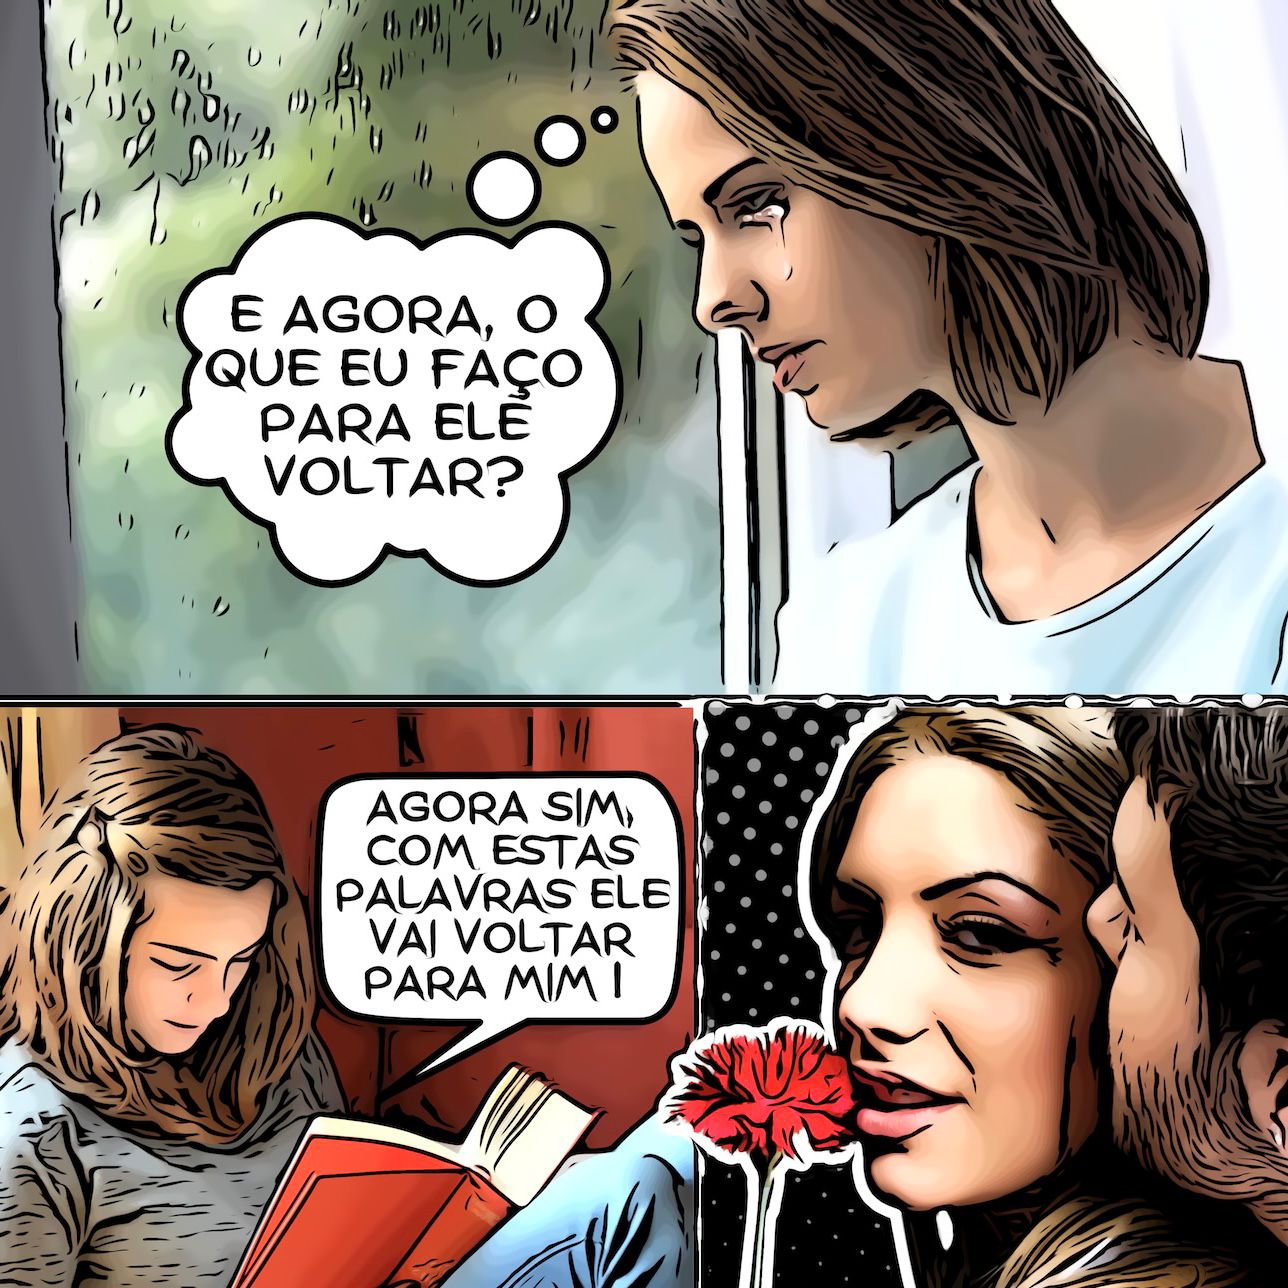 E AGORA, O
QUE EU FAÇO
PARA ELE
VOLTAR?
AGORA SIM,
COM ESTAS
PALAVRAS ELE
VAI VOLTAR
PARA MIM !